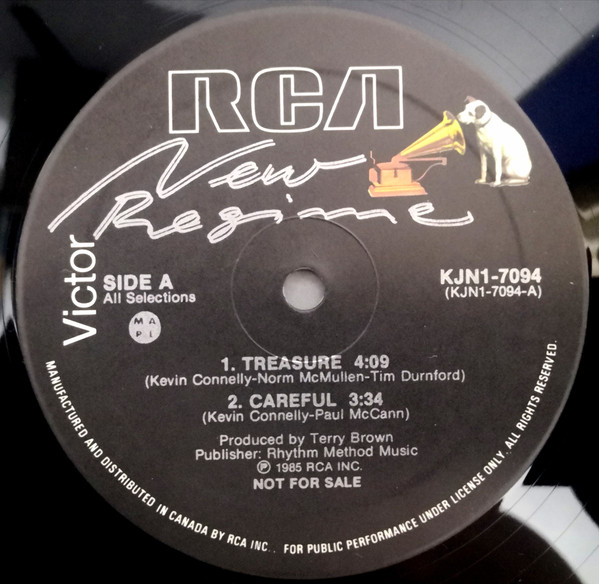 RCA
New
Regime
Victor
SIDE A
All Selections
KJN1-7094
(KJN1-7094-A)
M A
P L
1. TREASURE 4:09
(Kevin Connelly-Norm McMullen-Tim Durnford)
2. CAREFUL 3:34
(Kevin Connelly-Paul McCann)
Produced by Terry Brown
Publisher: Rhythm Method Music
℗ 1985 RCA INC.
NOT FOR SALE
MANUFACTURED AND DISTRIBUTED IN CANADA BY RCA INC.. FOR PUBLIC PERFORMANCE UNDER LICENSE ONLY. ALL RIGHTS RESERVED.